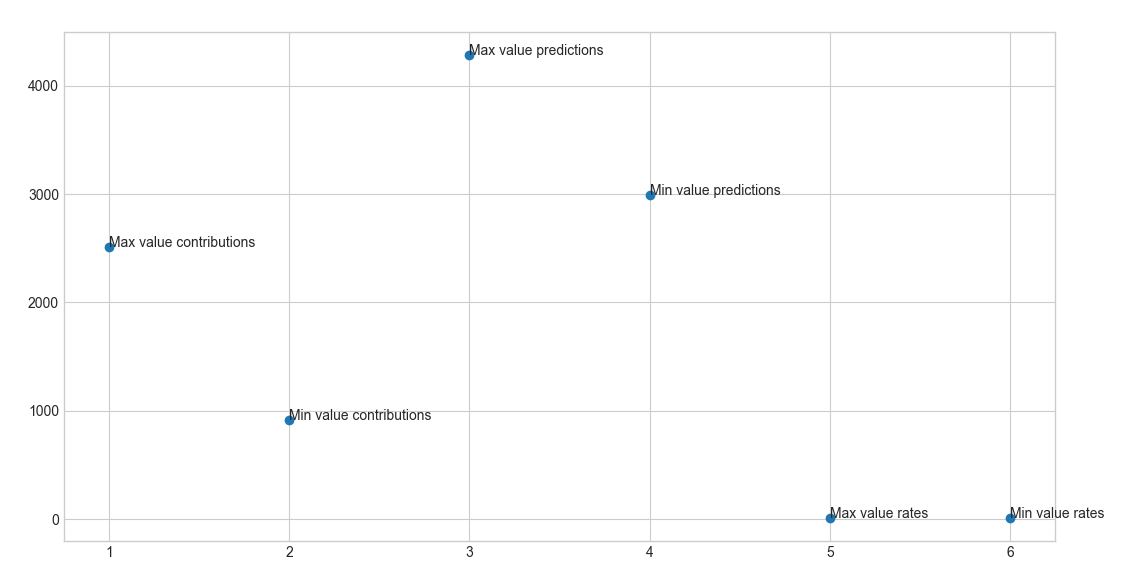 Max value predictions
4000
Min value predictions
3000
Max value contributions
2000
1000
Min value contributions
Max value rates
Min value rates
0
1
2
3
4
5
6